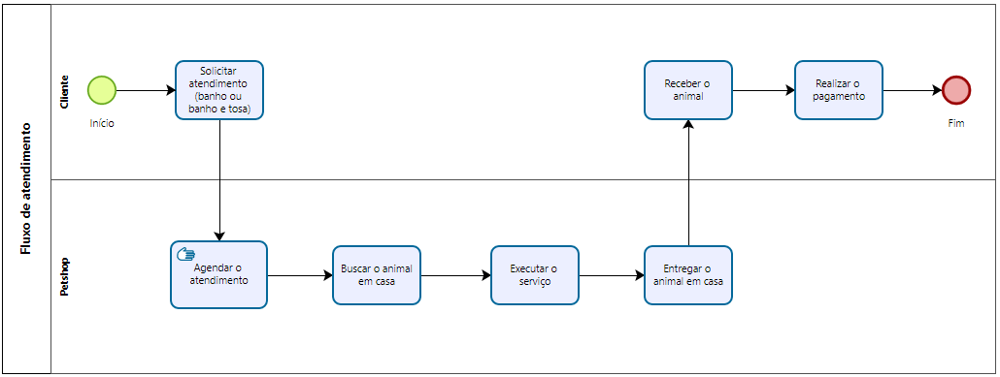 Fluxo de atendimento
Cliente
Início
Solicitar
atendimento
(banho ou
banho e tosa)
Receber o
animal
Realizar o
pagamento
Fim
Petshop
Agendar o
atendimento
Buscar o animal
em casa
Executar o
serviço
Entregar o
animal em casa